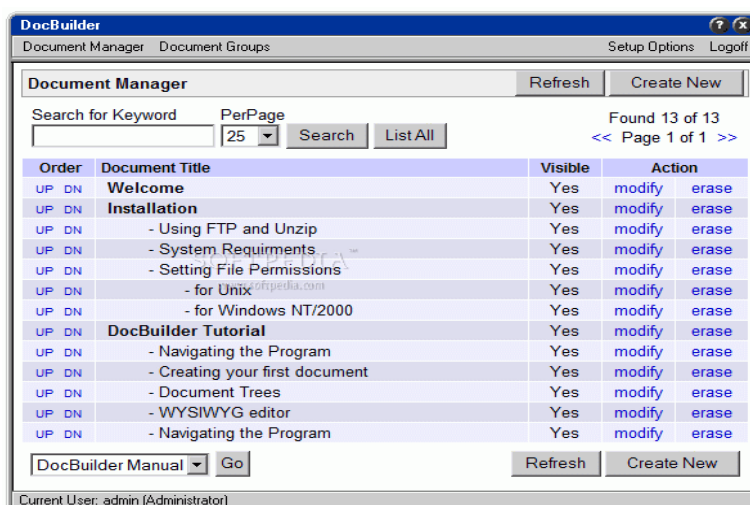 DocBuilder
Document Manager Document Groups Setup Options Logoff
Document Manager Refresh Create New
Search for Keyword PerPage Found 13 of 13
25 Search List All << Page 1 of 1 >>
Order Document Title Visible Action
UP DN Welcome Yes modify erase
UP DN Installation Yes modify erase
UP DN - Using FTP and Unzip Yes modify erase
UP DN - System Requirments Yes modify erase
SOFTPEDIA™
UP DN - Setting File Permissions Yes modify erase
www.softpedia.com
UP DN - for Unix Yes modify erase
UP DN - for Windows NT/2000 Yes modify erase
UP DN DocBuilder Tutorial Yes modify erase
UP DN - Navigating the Program Yes modify erase
UP DN - Creating your first document Yes modify erase
UP DN - Document Trees Yes modify erase
UP DN - WYSIWYG editor Yes modify erase
UP DN - Navigating the Program Yes modify erase
DocBuilder Manual Go Refresh Create New
Current User: admin (Administrator)